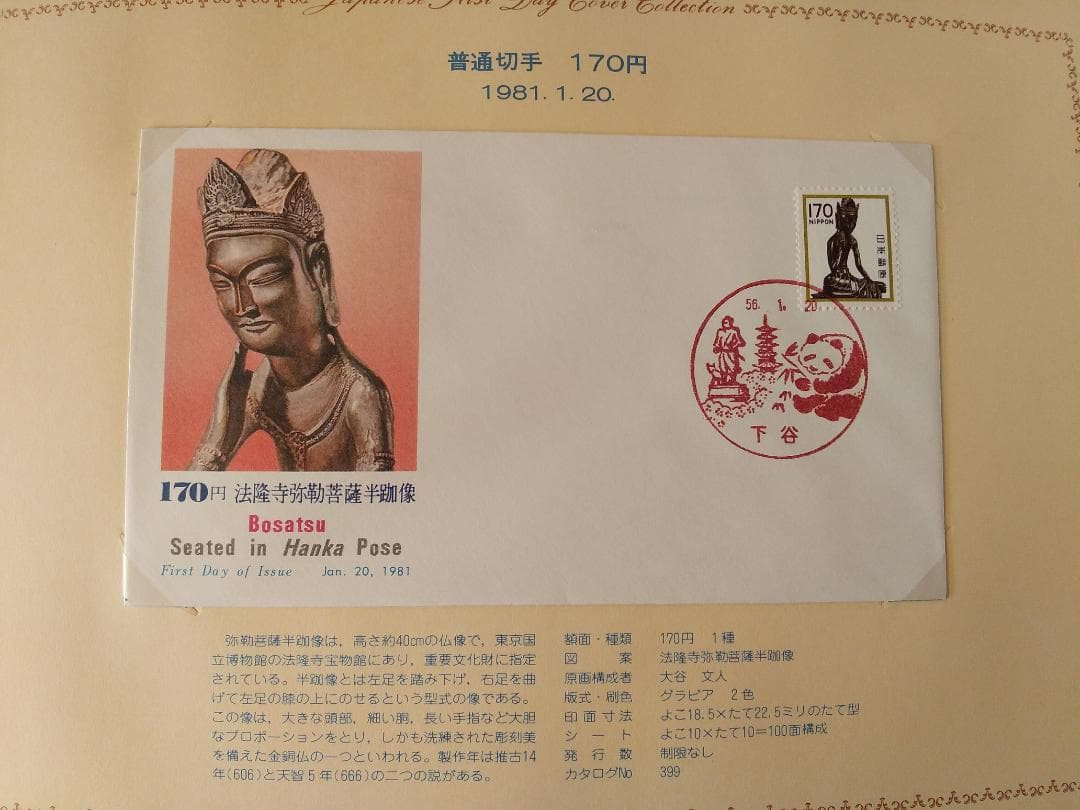 Japanese First Day Cover Collection
普通切手 170円
1981. 1. 20.
170
NIPPON
日本郵便
56. 1. 20
下谷
170円 法隆寺弥勒菩薩半跏像
Bosatsu
Seated in Hanka Pose
First Day of Issue Jan. 20, 1981
弥勒菩薩半跏像は，高さ約40cmの仏像で，東京国
立博物館の法隆寺宝物館にあり，重要文化財に指定
されている。半跏像とは左足を踏み下げ，右足を曲
げて左足の膝の上にのせるという型式の像である。
この像は，大きな頭部，細い胴，長い手指など大胆
なプロポーションをとり，しかも洗練された彫刻美
を備えた金銅仏の一つといわれる。製作年は推古14
年(606)と天智5年(666)の二つの説がある。
額面・種類 170円 1種
図案 法隆寺弥勒菩薩半跏像
原画構成者 大谷 文人
版式・刷色 グラビア 2色
印面寸法 よこ18.5×たて22.5ミリのたて型
シート よこ10×たて10＝100面構成
発行数 制限なし
カタログNo 399